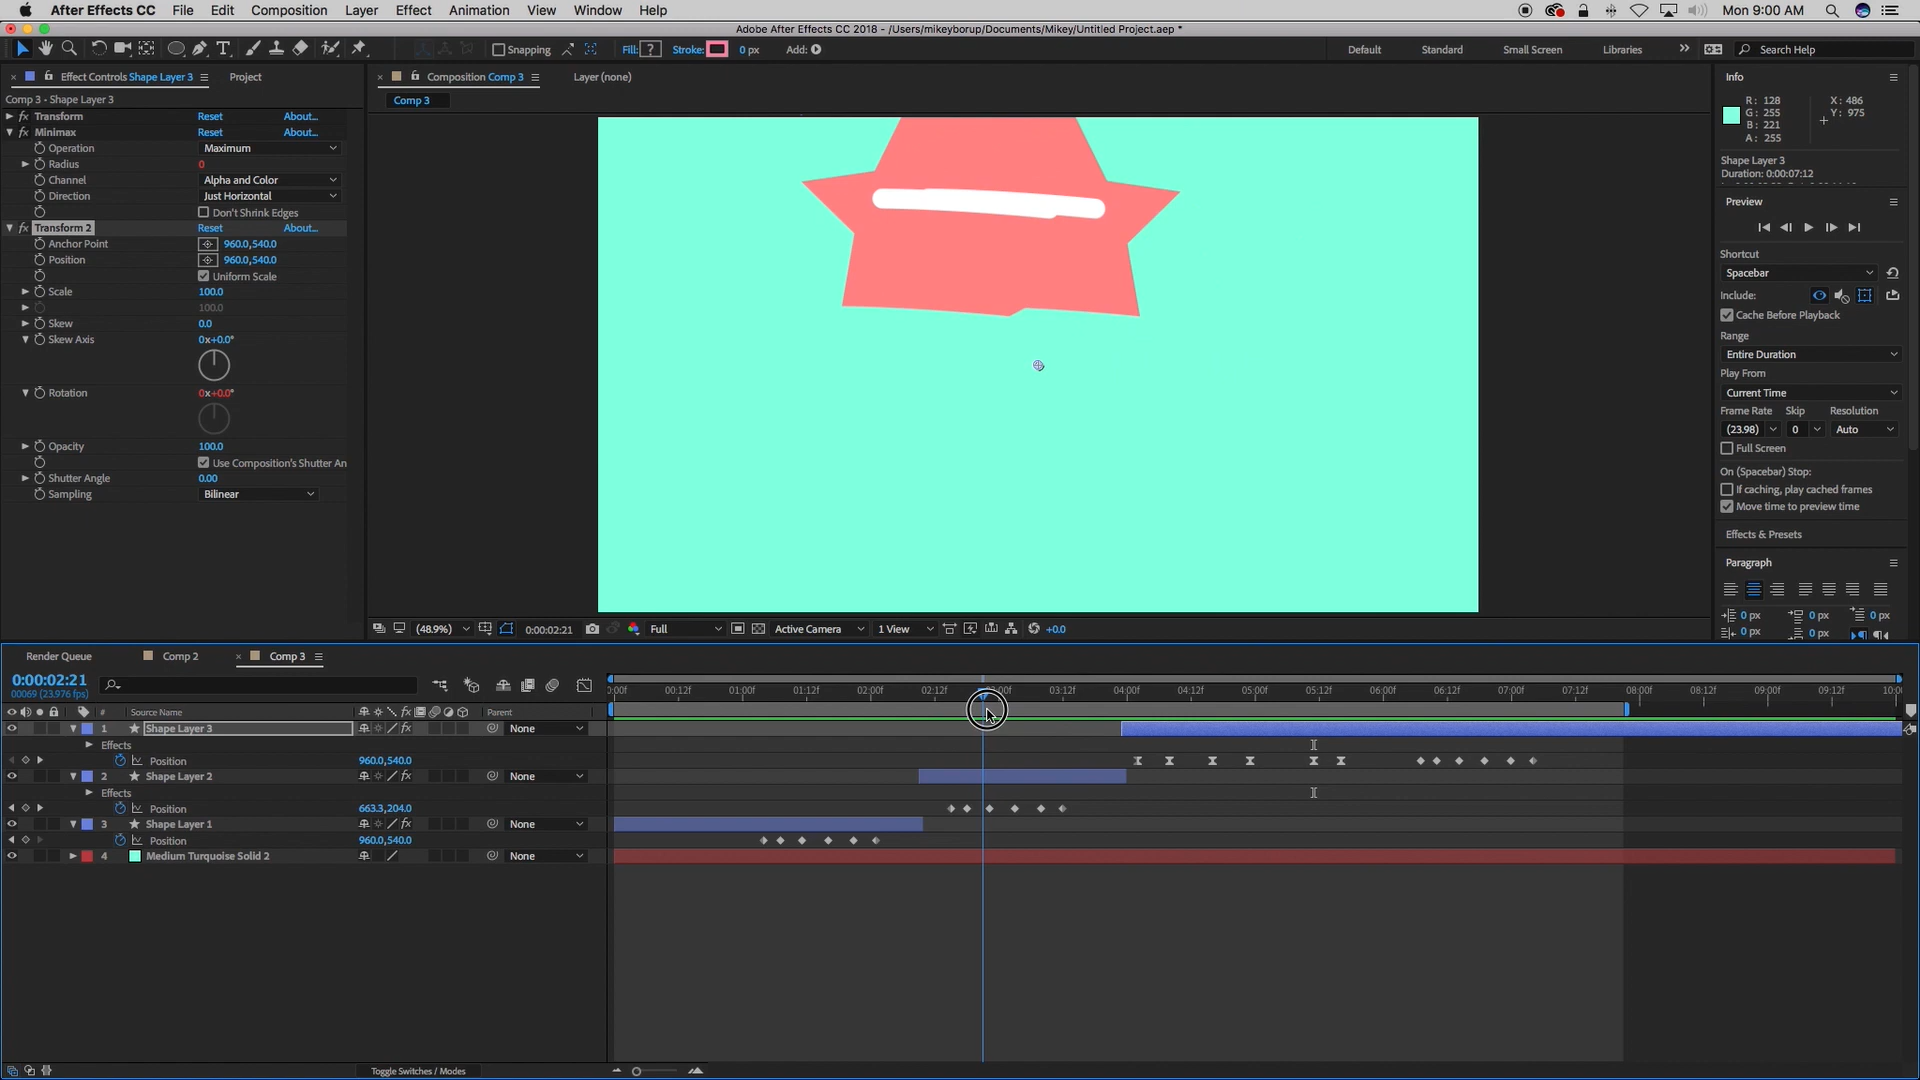 After Effects CC File Edit Composition Layer Effect Animation View Window Help Mon 9:00 AM
Adobe After Effects CC 2018 - /Users/mikeyborup/Documents/Mikey/Untitled Project.aep *
Snapping Fill: ? Stroke: 0 px Add: Default Standard Small Screen Libraries Search Help
Effect Controls Shape Layer 3 Project
Composition Comp 3 Layer (none)
Comp 3 - Shape Layer 3
Comp 3
fx Transform Reset About...
fx Minimax Reset About...
Operation Maximum
Radius 0
Channel Alpha and Color
Direction Just Horizontal
Don't Shrink Edges
fx Transform 2 Reset About...
Anchor Point 960.0,540.0
Position 960.0,540.0
Uniform Scale
Scale 100.0
100.0
Skew 0.0
Skew Axis 0x+0.0°
Rotation 0x+0.0°
Opacity 100.0
Use Composition's Shutter An
Shutter Angle 0.00
Sampling Bilinear
Info
R: 128 X: 486
G: 255 Y: 975
B: 221
A: 255
Shape Layer 3
Duration: 0:00:07:12
Preview
Shortcut
Spacebar
Include:
Cache Before Playback
Range
Entire Duration
Play From
Current Time
Frame Rate Skip Resolution
(23.98) 0 Auto
Full Screen
On (Spacebar) Stop:
If caching, play cached frames
Move time to preview time
Effects & Presets
Paragraph
0 px 0 px 0 px
0 px 0 px
(48.9%) 0:00:02:21 Full Active Camera 1 View +0.0
Render Queue Comp 2 Comp 3
0:00:02:21
00069 (23.976 fps)
:00f 00:12f 01:00f 01:12f 02:00f 02:12f 03:12f 04:00f 04:12f 05:00f 05:12f 06:00f 06:12f 07:00f 07:12f 08:00f 08:12f 09:00f 09:12f 10:0
# Source Name fx Parent
1 Shape Layer 3 fx None
Effects
Position 960.0,540.0
2 Shape Layer 2 fx None
Effects
Position 663.3,204.0
3 Shape Layer 1 fx None
Position 960.0,540.0
4 Medium Turquoise Solid 2 None
Toggle Switches / Modes